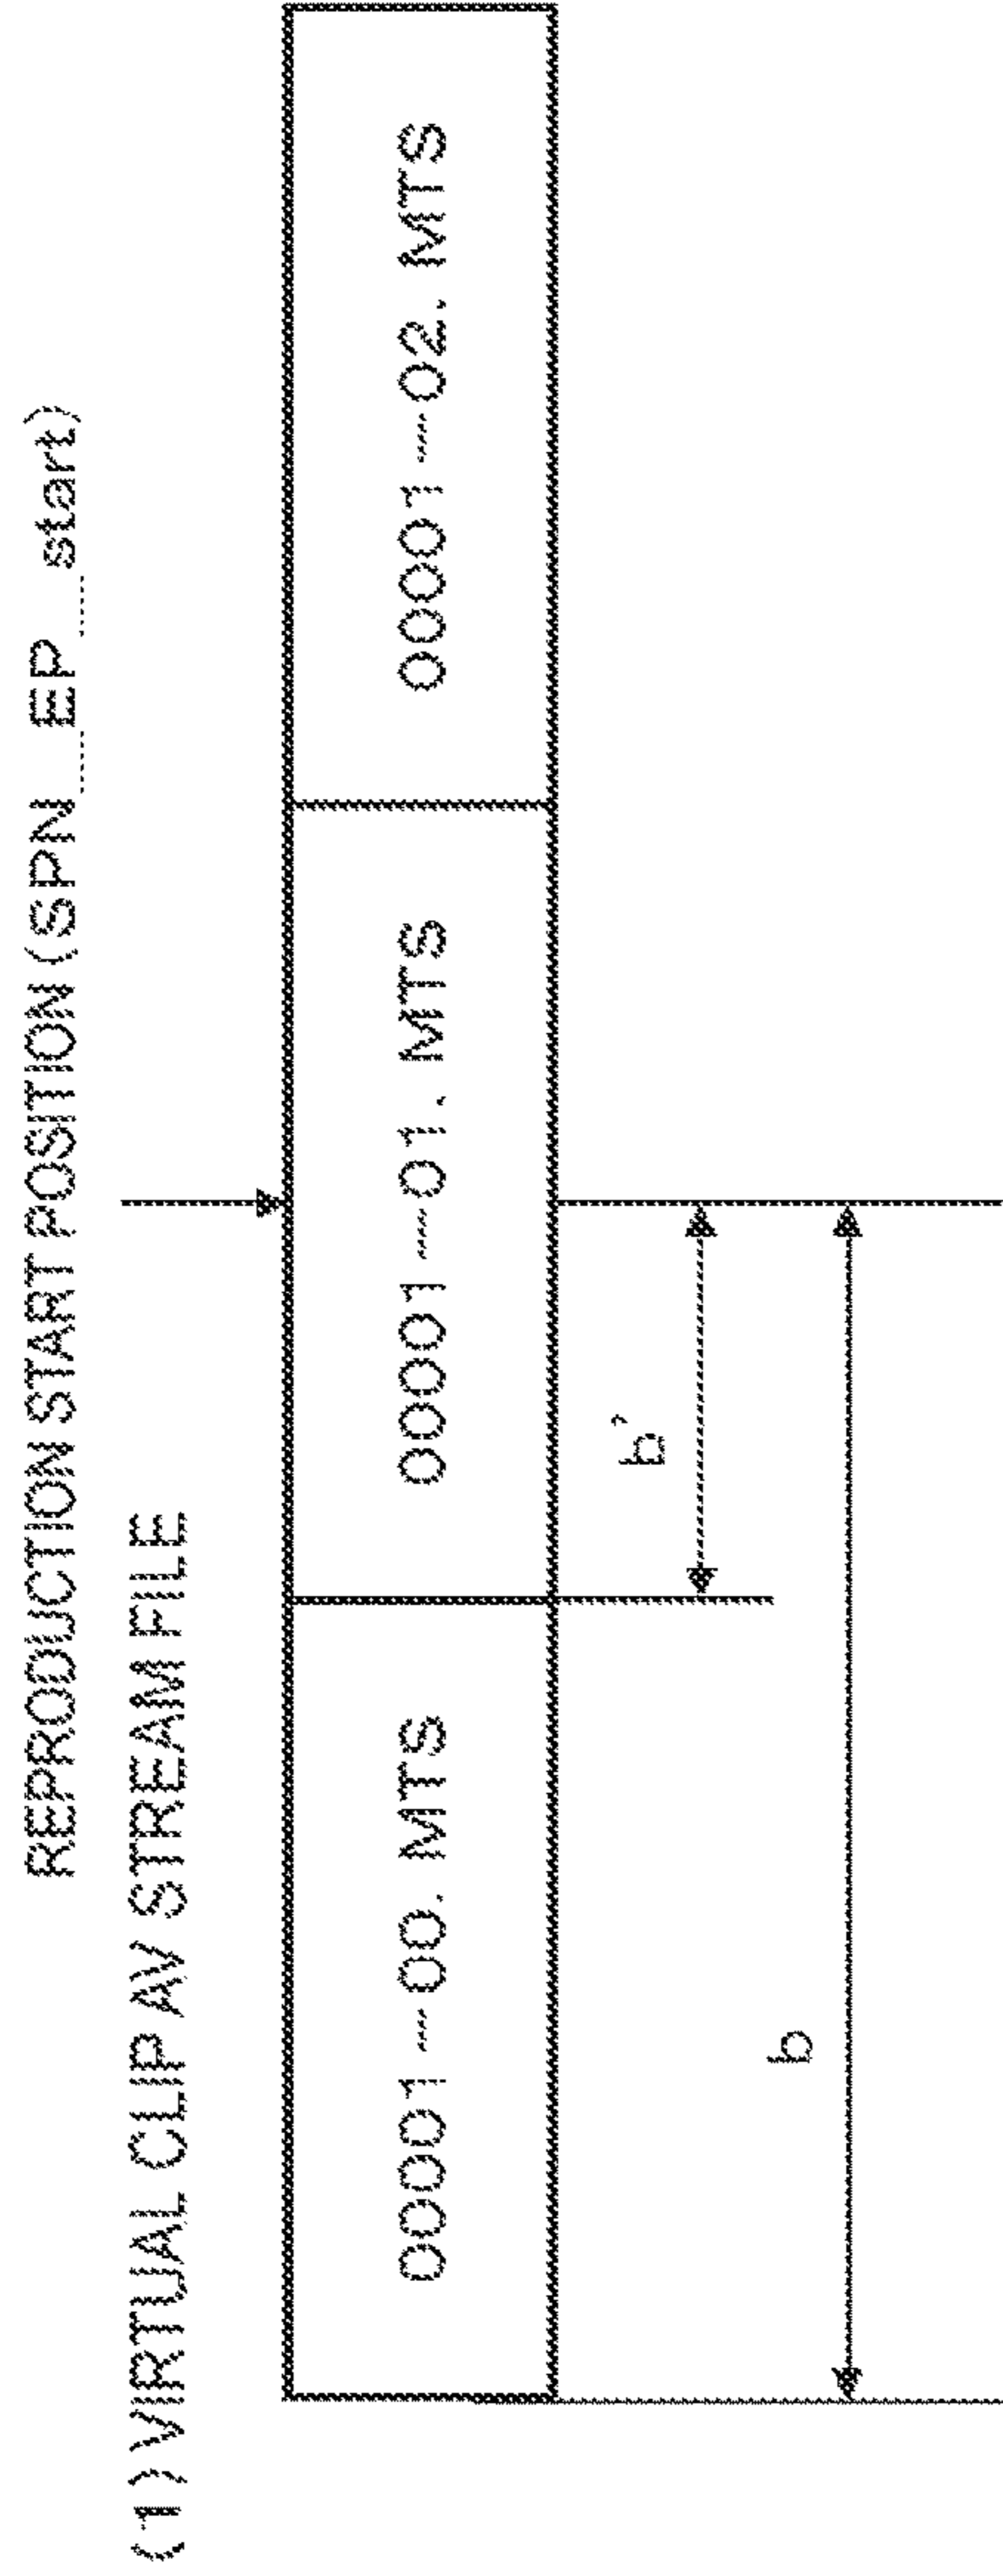 REPRODUCTION START POSITION (SPN_EP_start)
(1) VIRTUAL CLIP AV STREAM FILE
00001-00. MTS
00001-01. MTS
00001-02. MTS
b'
b